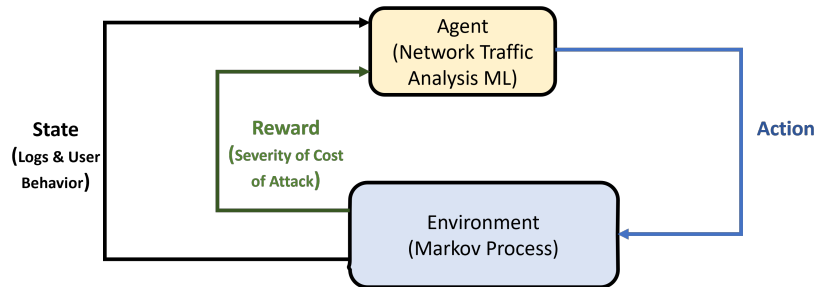 Agent
(Network Traffic
Analysis ML)
State
(Logs & User
Behavior)
Reward
(Severity of Cost
of Attack)
Action
Environment
(Markov Process)